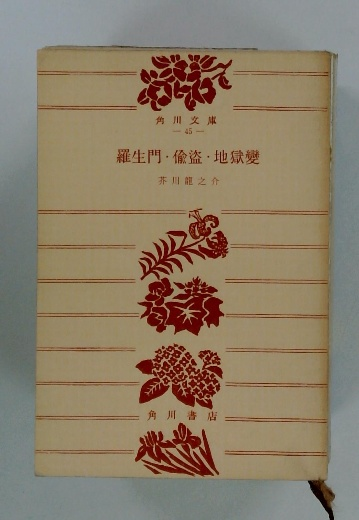 角川文庫
— 45 —
羅生門・偸盗・地獄變
芥川龍之介
角川書店